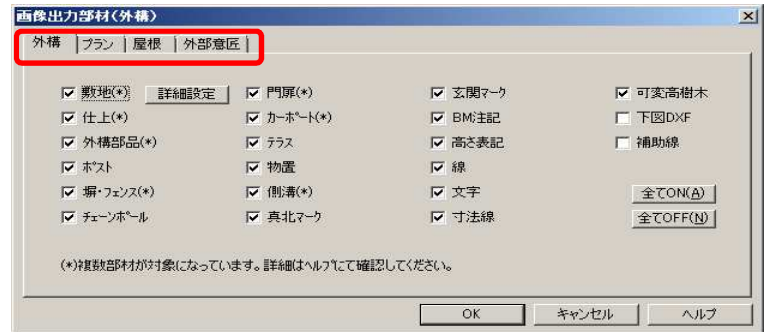 画像出力部材(外構)
外構 プラン 屋根 外部意匠
敷地(*) 詳細設定 門扉(*) 玄関マーク 可変高樹木
仕上(*) カーポート(*) BM注記 下図DXF
外構部品(*) テラス 高さ表記 補助線
ポスト 物置 線
塀・フェンス(*) 側溝(*) 文字 全てON(A)
チェーンポール 真北マーク 寸法線 全てOFF(N)
(*)複数部材が対象になっています。詳細はヘルプにて確認してください。
OK キャンセル ヘルプ